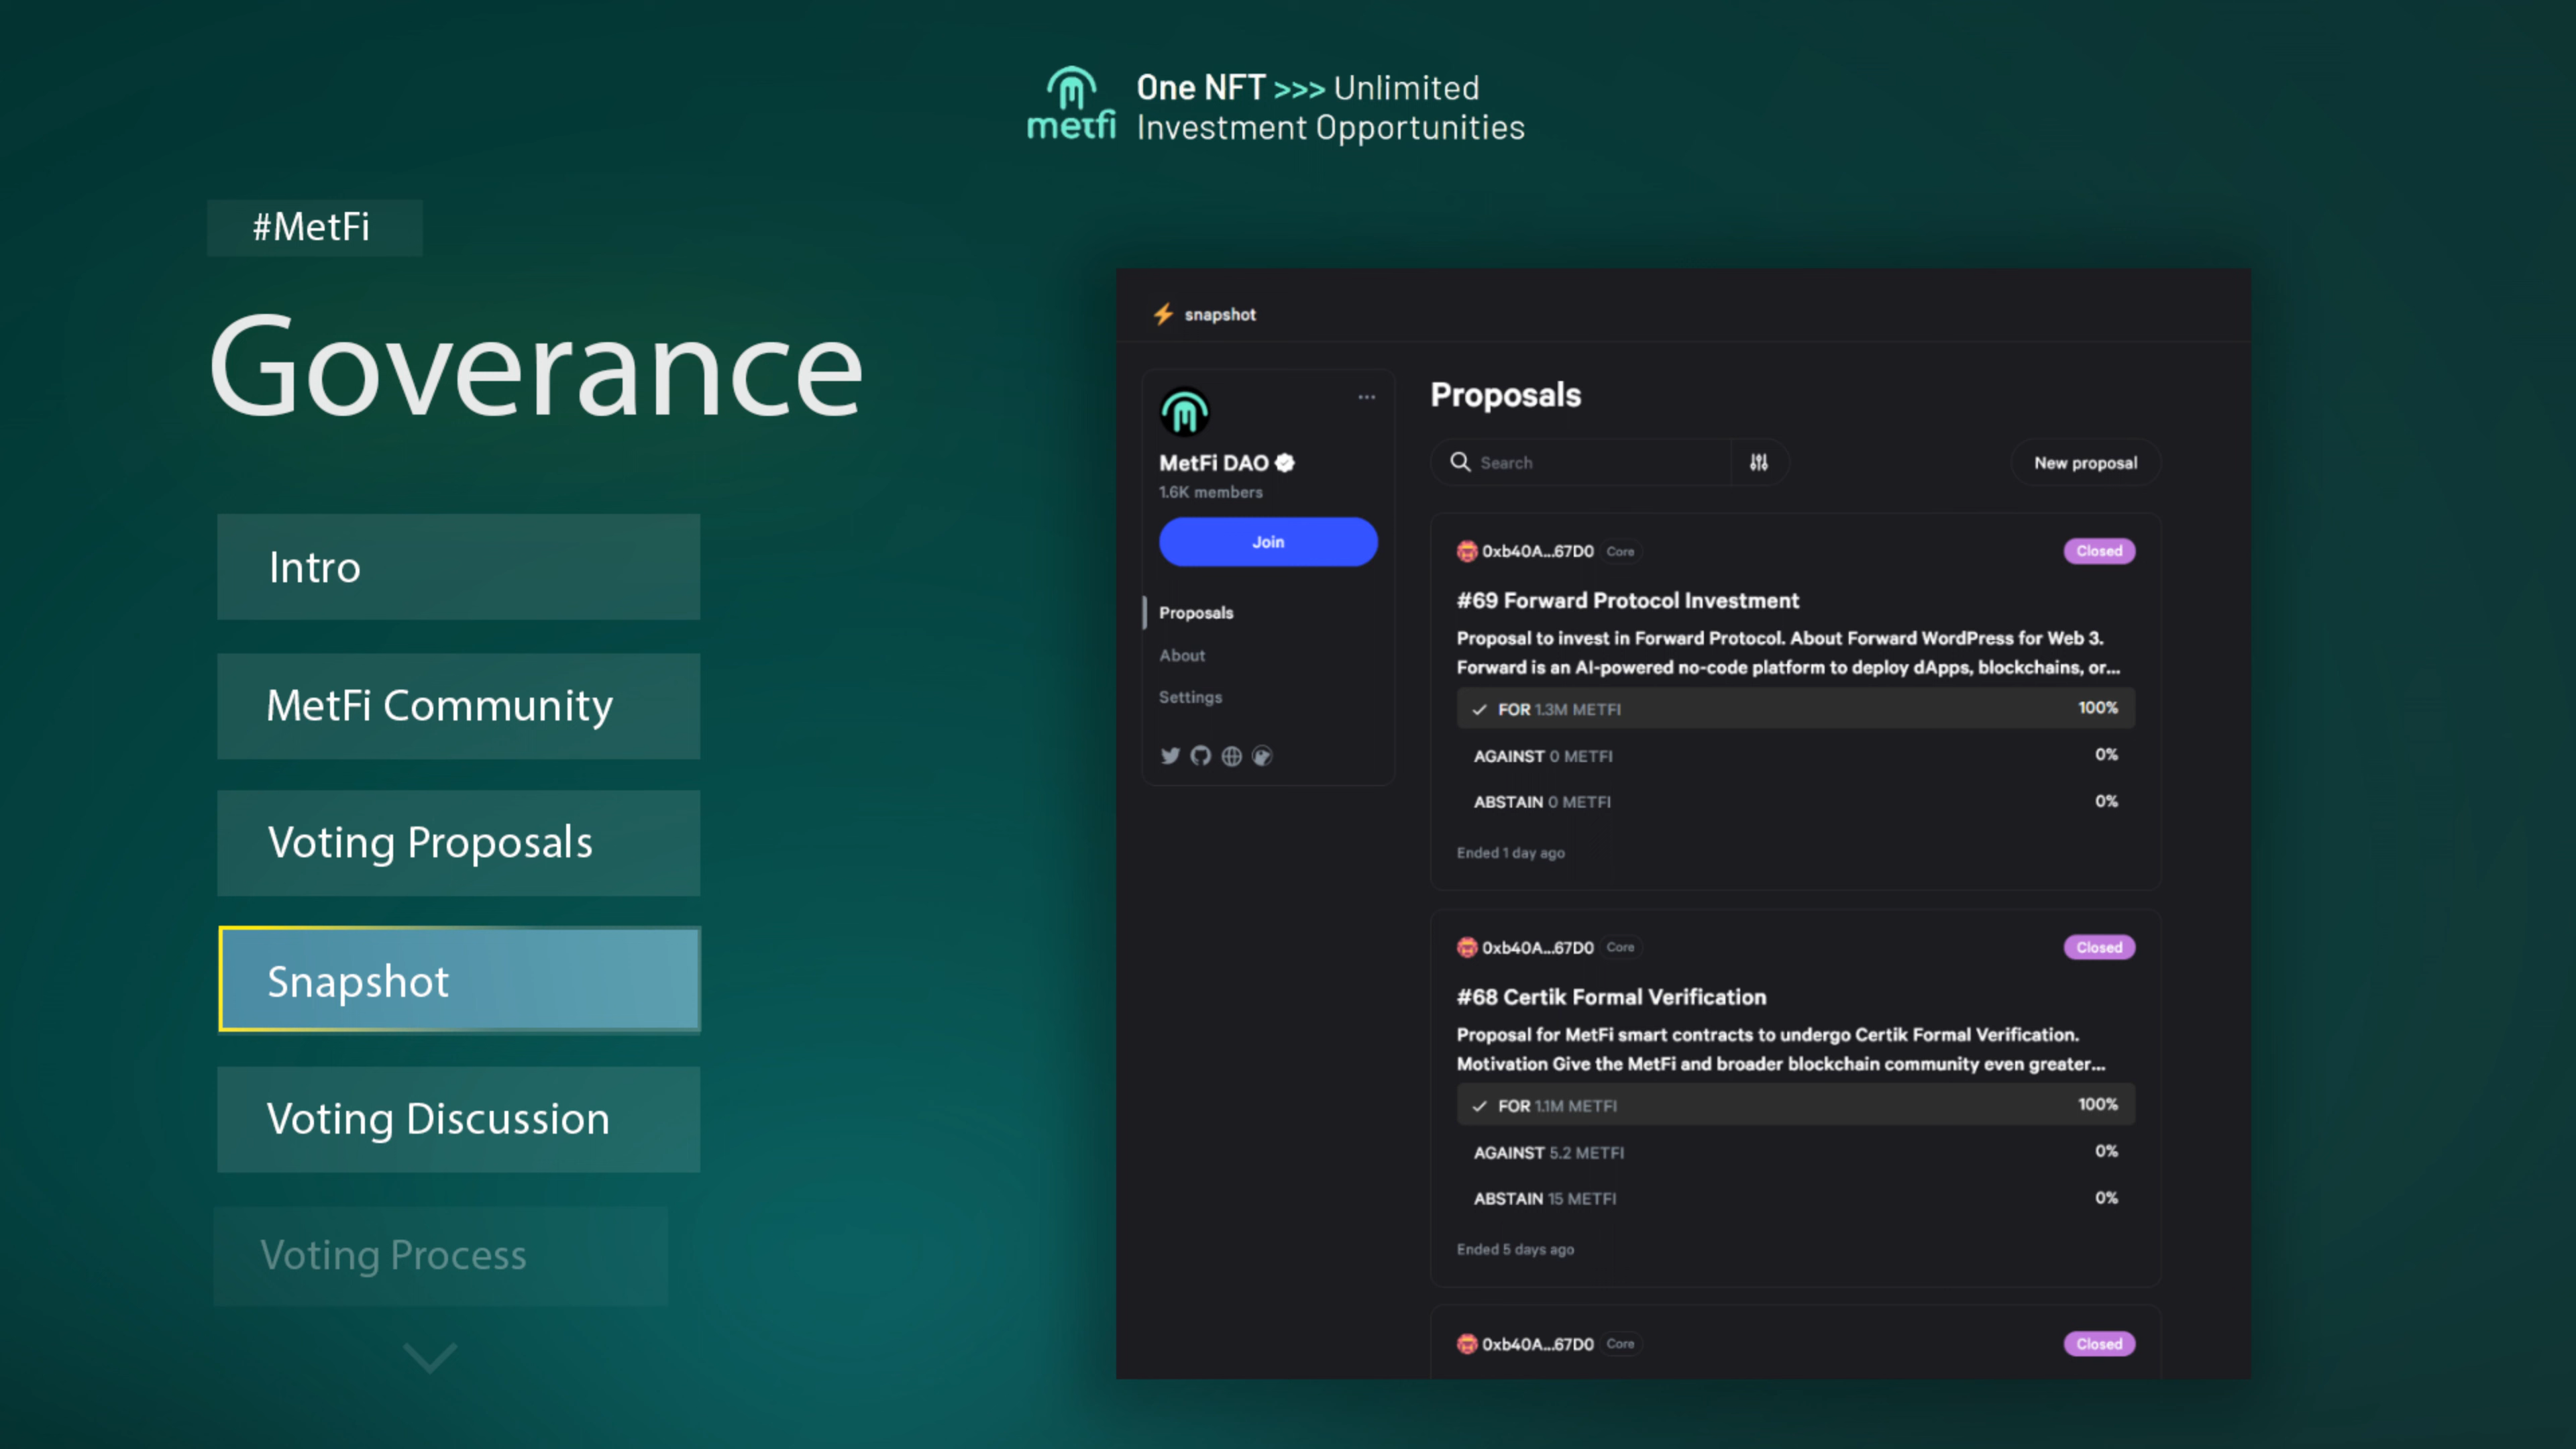 metfi
One NFT >>> Unlimited
Investment Opportunities
#MetFi
Goverance
Intro
MetFi Community
Voting Proposals
Snapshot
Voting Discussion
Voting Process
snapshot
MetFi DAO
1.6K members
Join
Proposals
About
Settings
Proposals
Search
New proposal
0xb40A...67D0 Core Closed
#69 Forward Protocol Investment
Proposal to invest in Forward Protocol. About Forward WordPress for Web 3.
Forward is an AI-powered no-code platform to deploy dApps, blockchains, or...
FOR 1.3M METFI 100%
AGAINST 0 METFI 0%
ABSTAIN 0 METFI 0%
Ended 1 day ago
0xb40A...67D0 Core Closed
#68 Certik Formal Verification
Proposal for MetFi smart contracts to undergo Certik Formal Verification.
Motivation Give the MetFi and broader blockchain community even greater...
FOR 1.1M METFI 100%
AGAINST 5.2 METFI 0%
ABSTAIN 15 METFI 0%
Ended 5 days ago
0xb40A...67D0 Core Closed